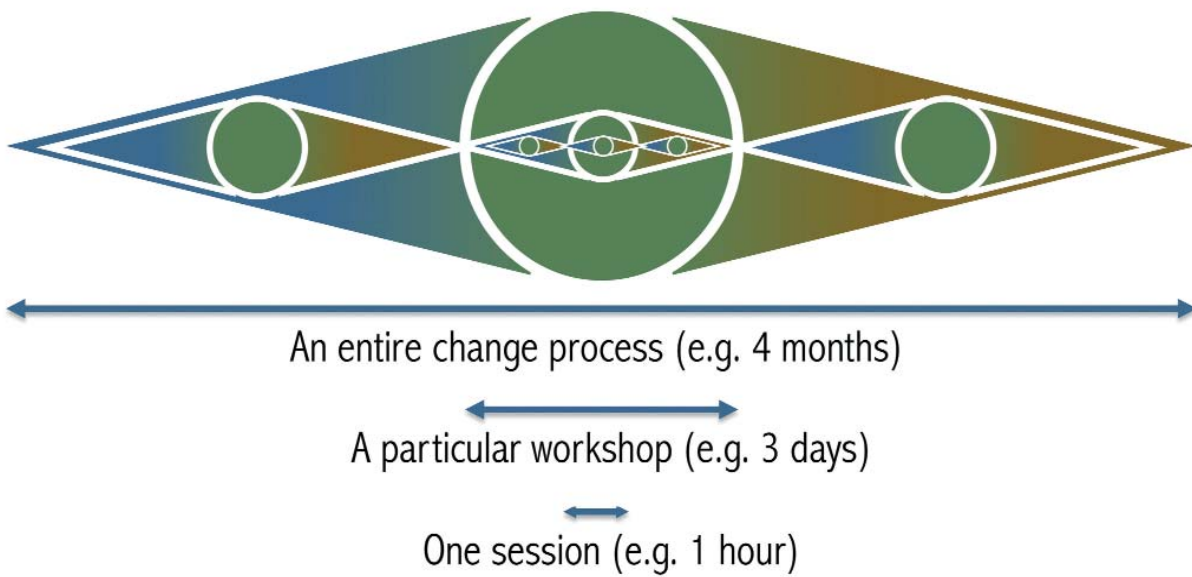 An entire change process (e.g. 4 months)
A particular workshop (e.g. 3 days)
One session (e.g. 1 hour)